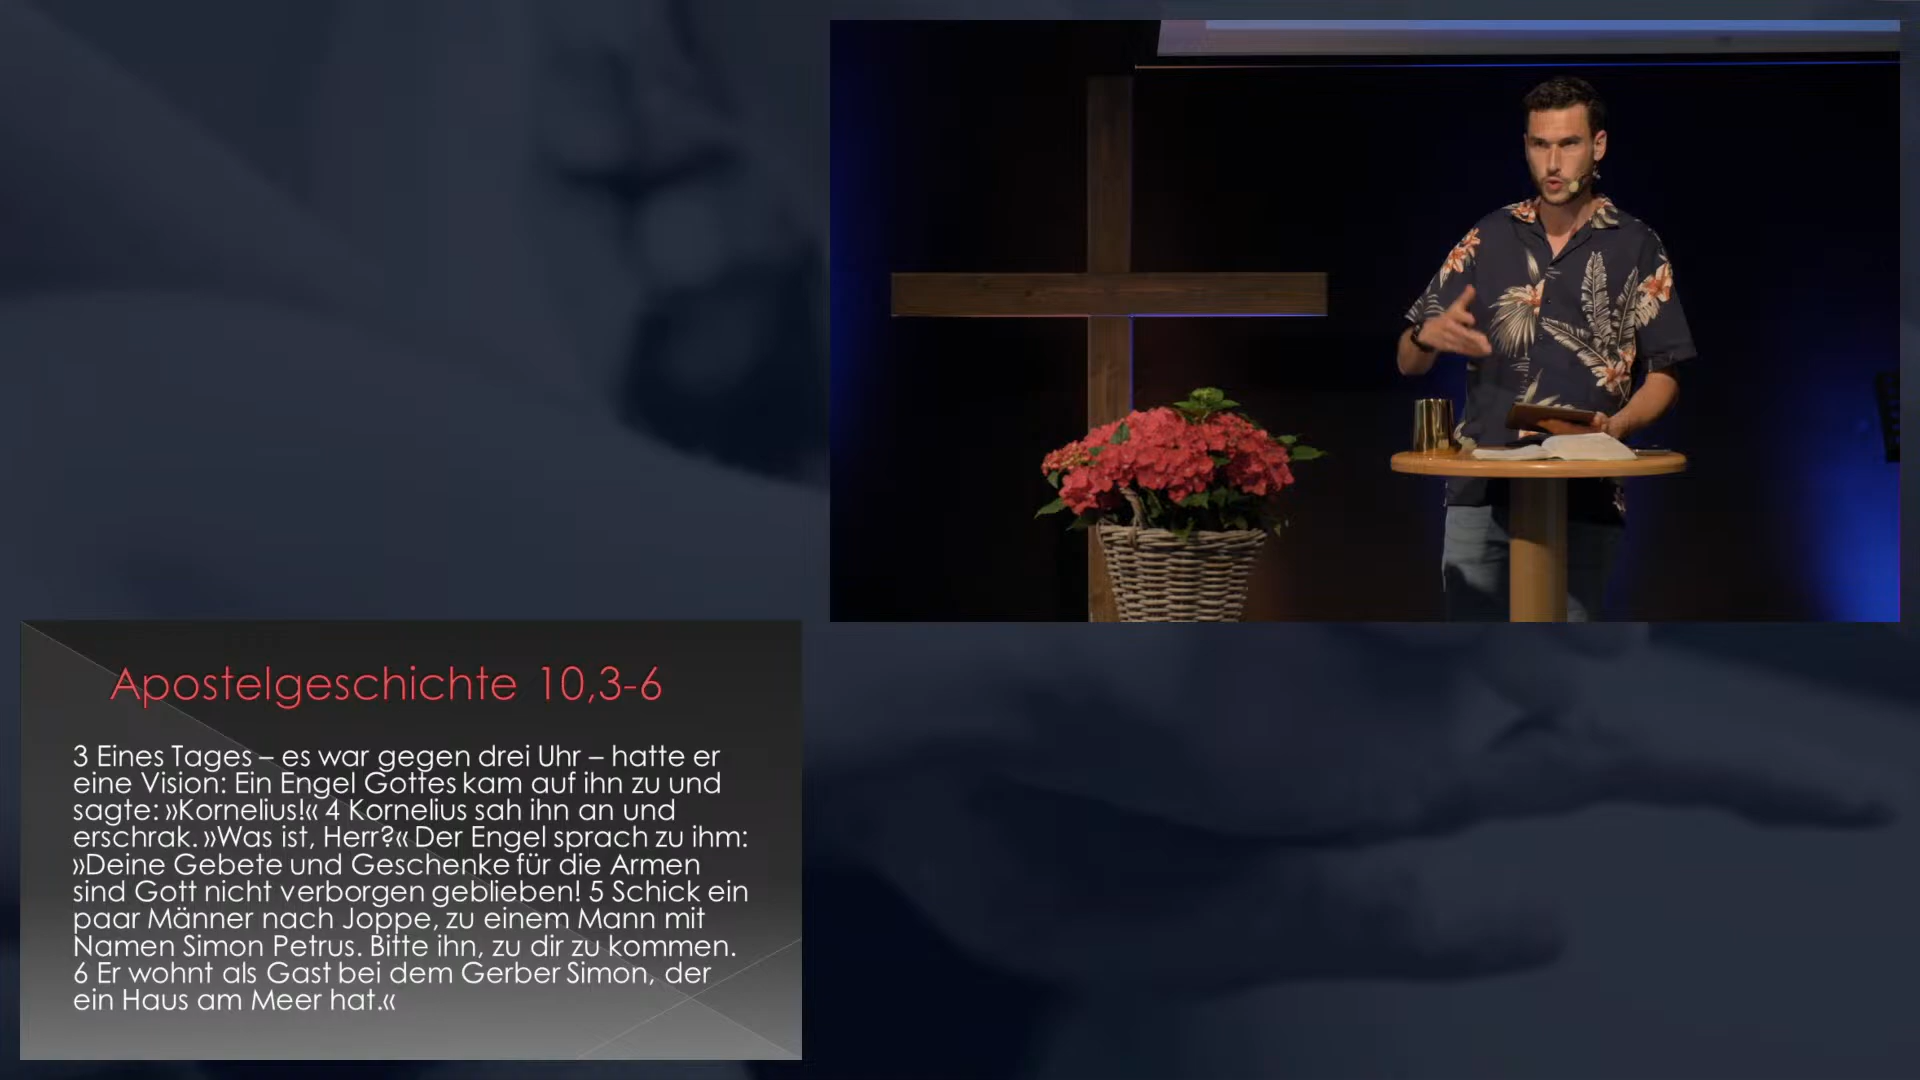 Apostelgeschichte 10,3-6
3 Eines Tages – es war gegen drei Uhr – hatte er
eine Vision: Ein Engel Gottes kam auf ihn zu und
sagte: »Kornelius!« 4 Kornelius sah ihn an und
erschrak. »Was ist, Herr?« Der Engel sprach zu ihm:
»Deine Gebete und Geschenke für die Armen
sind Gott nicht verborgen geblieben! 5 Schick ein
paar Männer nach Joppe, zu einem Mann mit
Namen Simon Petrus. Bitte ihn, zu dir zu kommen.
6 Er wohnt als Gast bei dem Gerber Simon, der
ein Haus am Meer hat.«